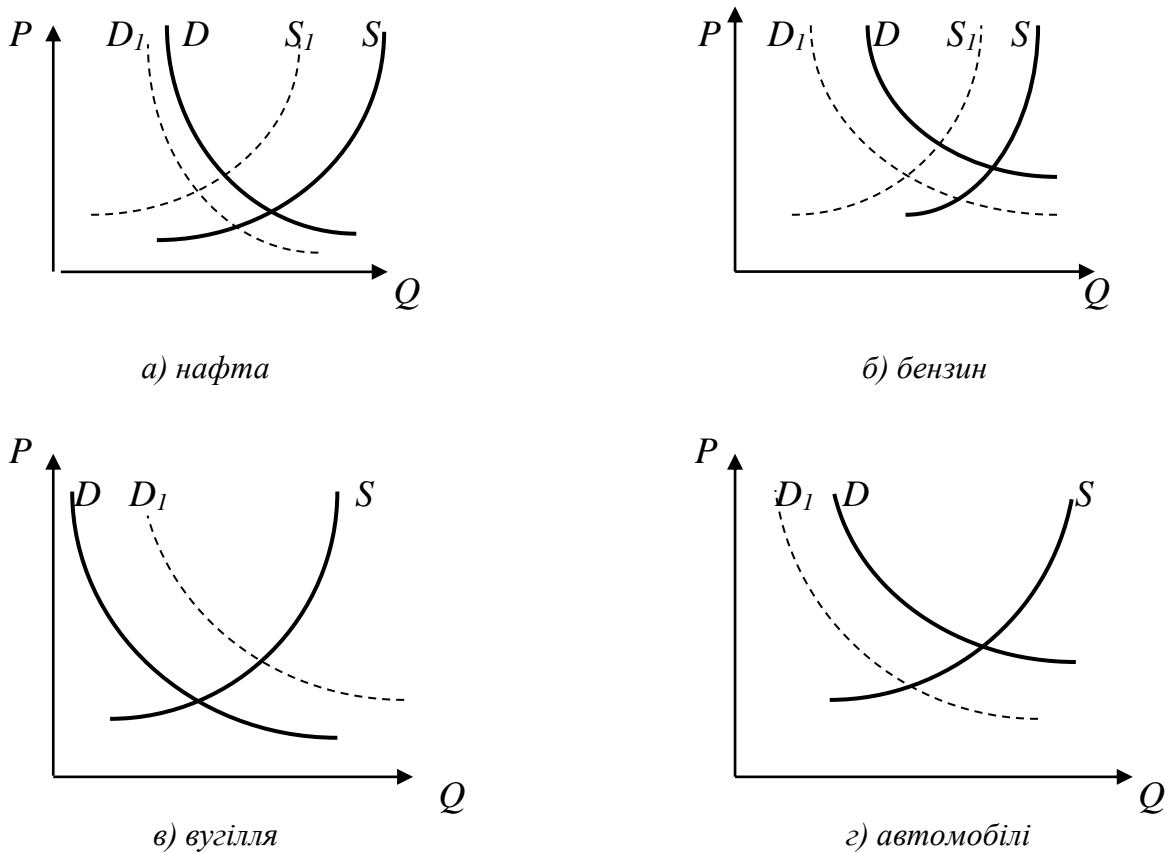 P D₁ D S₁ S
P D₁ D S₁ S
Q
Q
а) нафта
б) бензин
P D D₁ S
P D₁ D S
Q
Q
в) вугілля
г) автомобілі